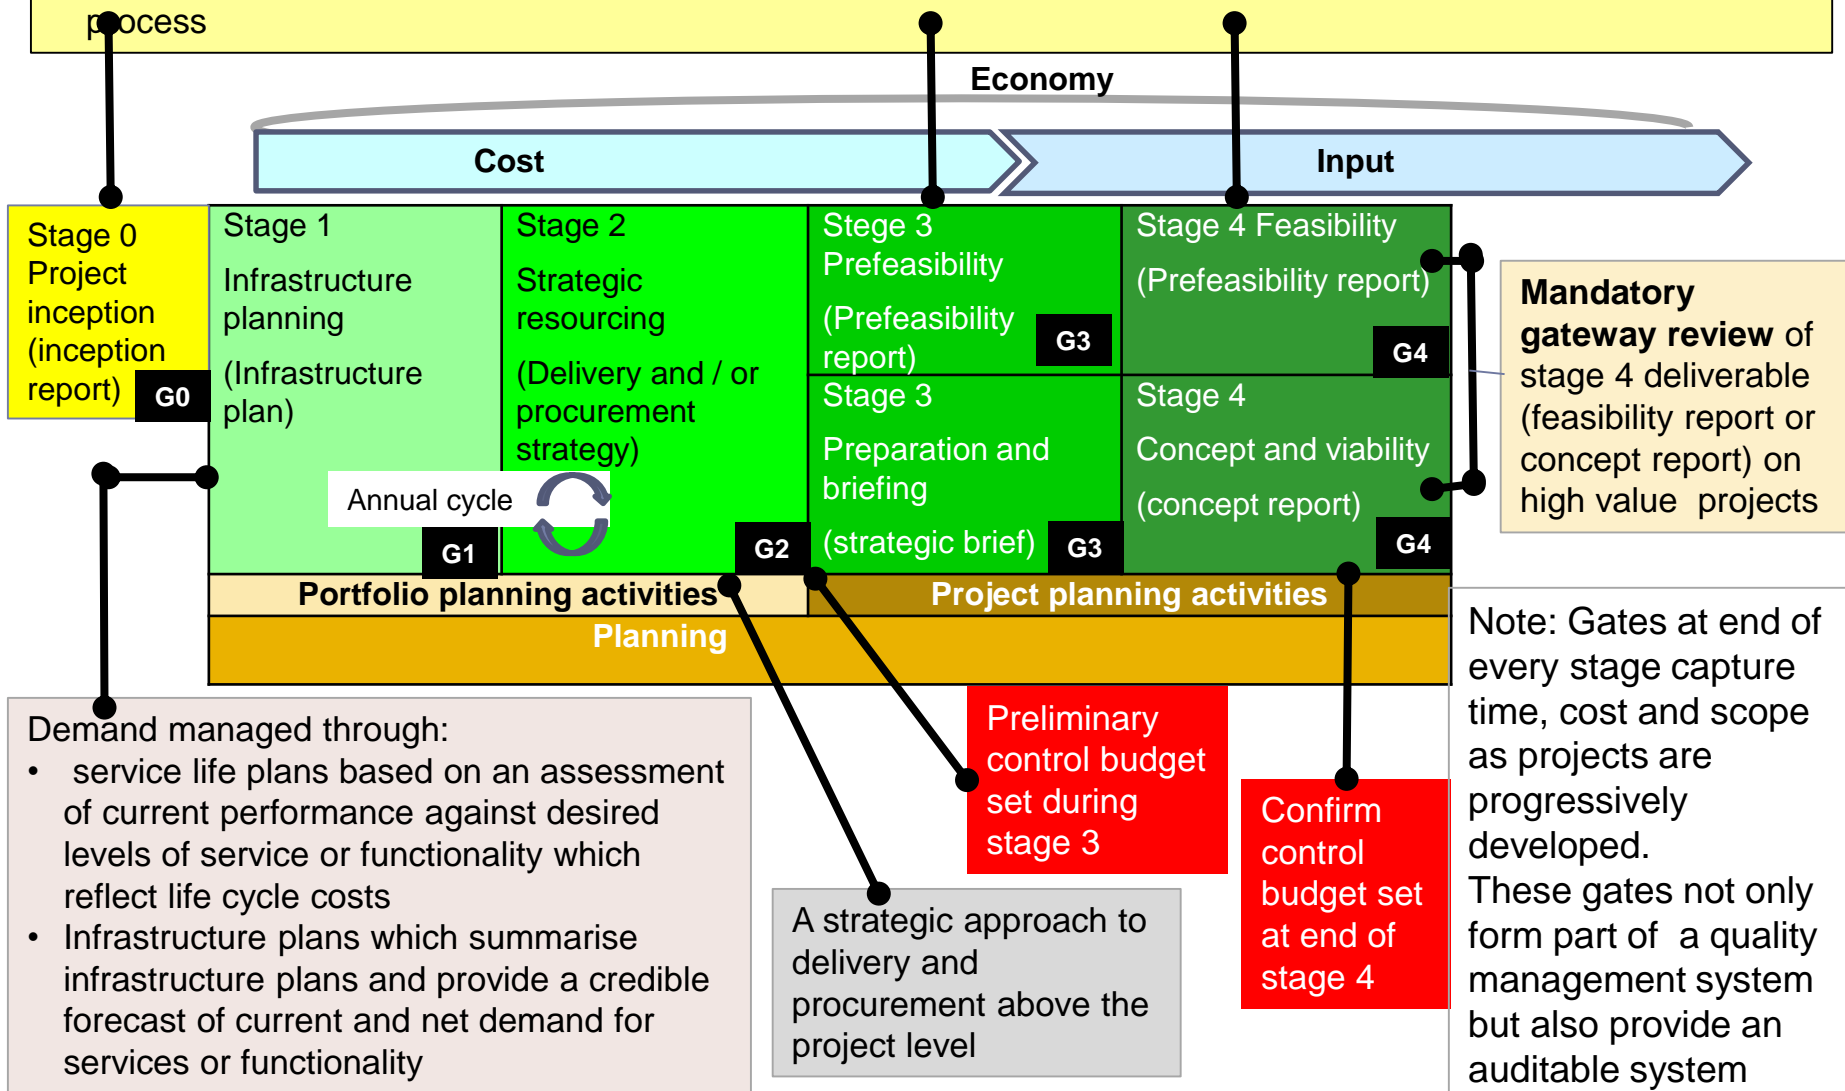 process
Economy
Cost
Input
Stage 0
Project
inception
(inception
report)
G0
Stage 1
Infrastructure
planning
(Infrastructure
plan)
G1
Stage 2
Strategic
resourcing
(Delivery and / or
procurement
strategy)
G2
Annual cycle
Stege 3
Prefeasibility
(Prefeasibility
report)
G3
Stage 4 Feasibility
(Prefeasibility report)
G4
Stage 3
Preparation and
briefing
(strategic brief)
G3
Stage 4
Concept and viability
(concept report)
G4
Mandatory
gateway review of
stage 4 deliverable
(feasibility report or
concept report) on
high value projects
Portfolio planning activities
Project planning activities
Planning
Demand managed through:
• service life plans based on an assessment
of current performance against desired
levels of service or functionality which
reflect life cycle costs
• Infrastructure plans which summarise
infrastructure plans and provide a credible
forecast of current and net demand for
services or functionality
A strategic approach to
delivery and
procurement above the
project level
Preliminary
control budget
set during
stage 3
Confirm
control
budget set
at end of
stage 4
Note: Gates at end of
every stage capture
time, cost and scope
as projects are
progressively
developed.
These gates not only
form part of a quality
management system
but also provide an
auditable system